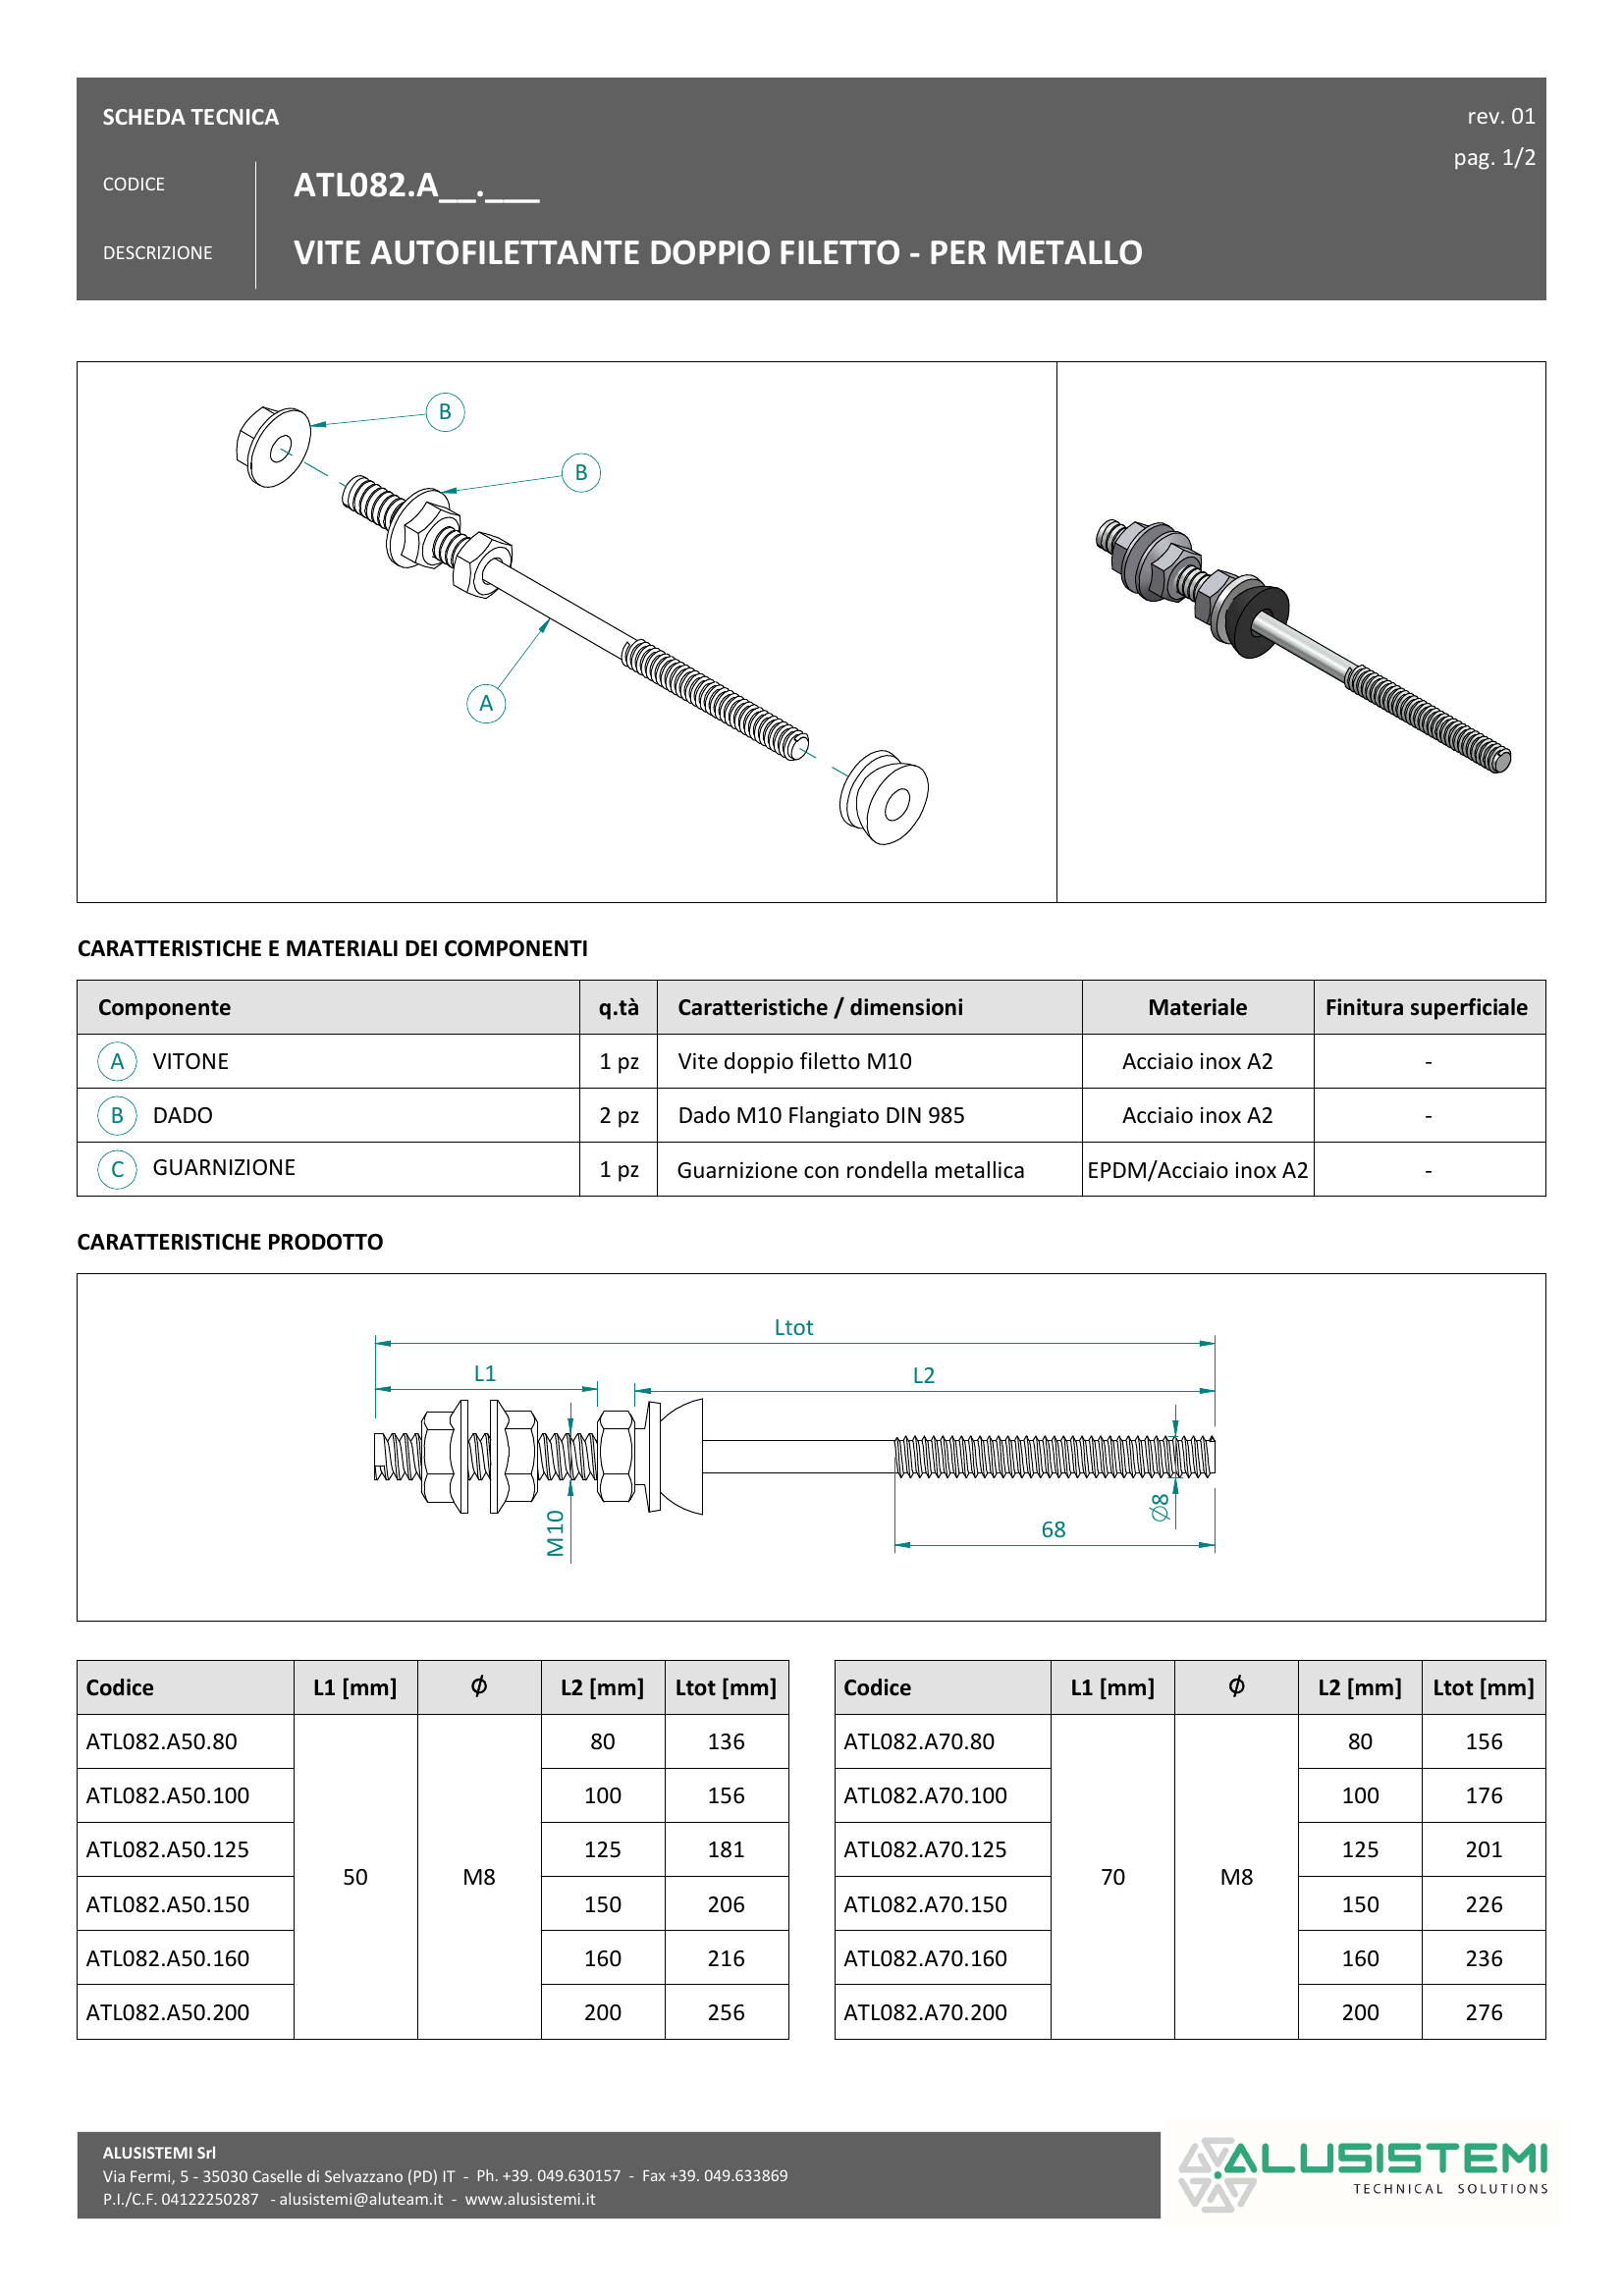 SCHEDA TECNICA
rev. 01
pag. 1/2
CODICE
ATL082.A__.___
DESCRIZIONE
VITE AUTOFILETTANTE DOPPIO FILETTO - PER METALLO
B
B
A
CARATTERISTICHE E MATERIALI DEI COMPONENTI
Componente q.tà Caratteristiche / dimensioni Materiale Finitura superficiale
A VITONE 1 pz Vite doppio filetto M10 Acciaio inox A2 -
B DADO 2 pz Dado M10 Flangiato DIN 985 Acciaio inox A2 -
C GUARNIZIONE 1 pz Guarnizione con rondella metallica EPDM/Acciaio inox A2 -
CARATTERISTICHE PRODOTTO
Ltot
L1
L2
M10
Ø8
68
Codice L1 [mm] Ø L2 [mm] Ltot [mm]
ATL082.A50.80 80 136
ATL082.A50.100 100 156
ATL082.A50.125 125 181
50 M8
ATL082.A50.150 150 206
ATL082.A50.160 160 216
ATL082.A50.200 200 256
Codice L1 [mm] Ø L2 [mm] Ltot [mm]
ATL082.A70.80 80 156
ATL082.A70.100 100 176
ATL082.A70.125 125 201
70 M8
ATL082.A70.150 150 226
ATL082.A70.160 160 236
ATL082.A70.200 200 276
ALUSISTEMI Srl
Via Fermi, 5 - 35030 Caselle di Selvazzano (PD) IT - Ph. +39. 049.630157 - Fax +39. 049.633869
P.I./C.F. 04122250287 - alusistemi@aluteam.it - www.alusistemi.it
ALUSISTEMI
TECHNICAL SOLUTIONS